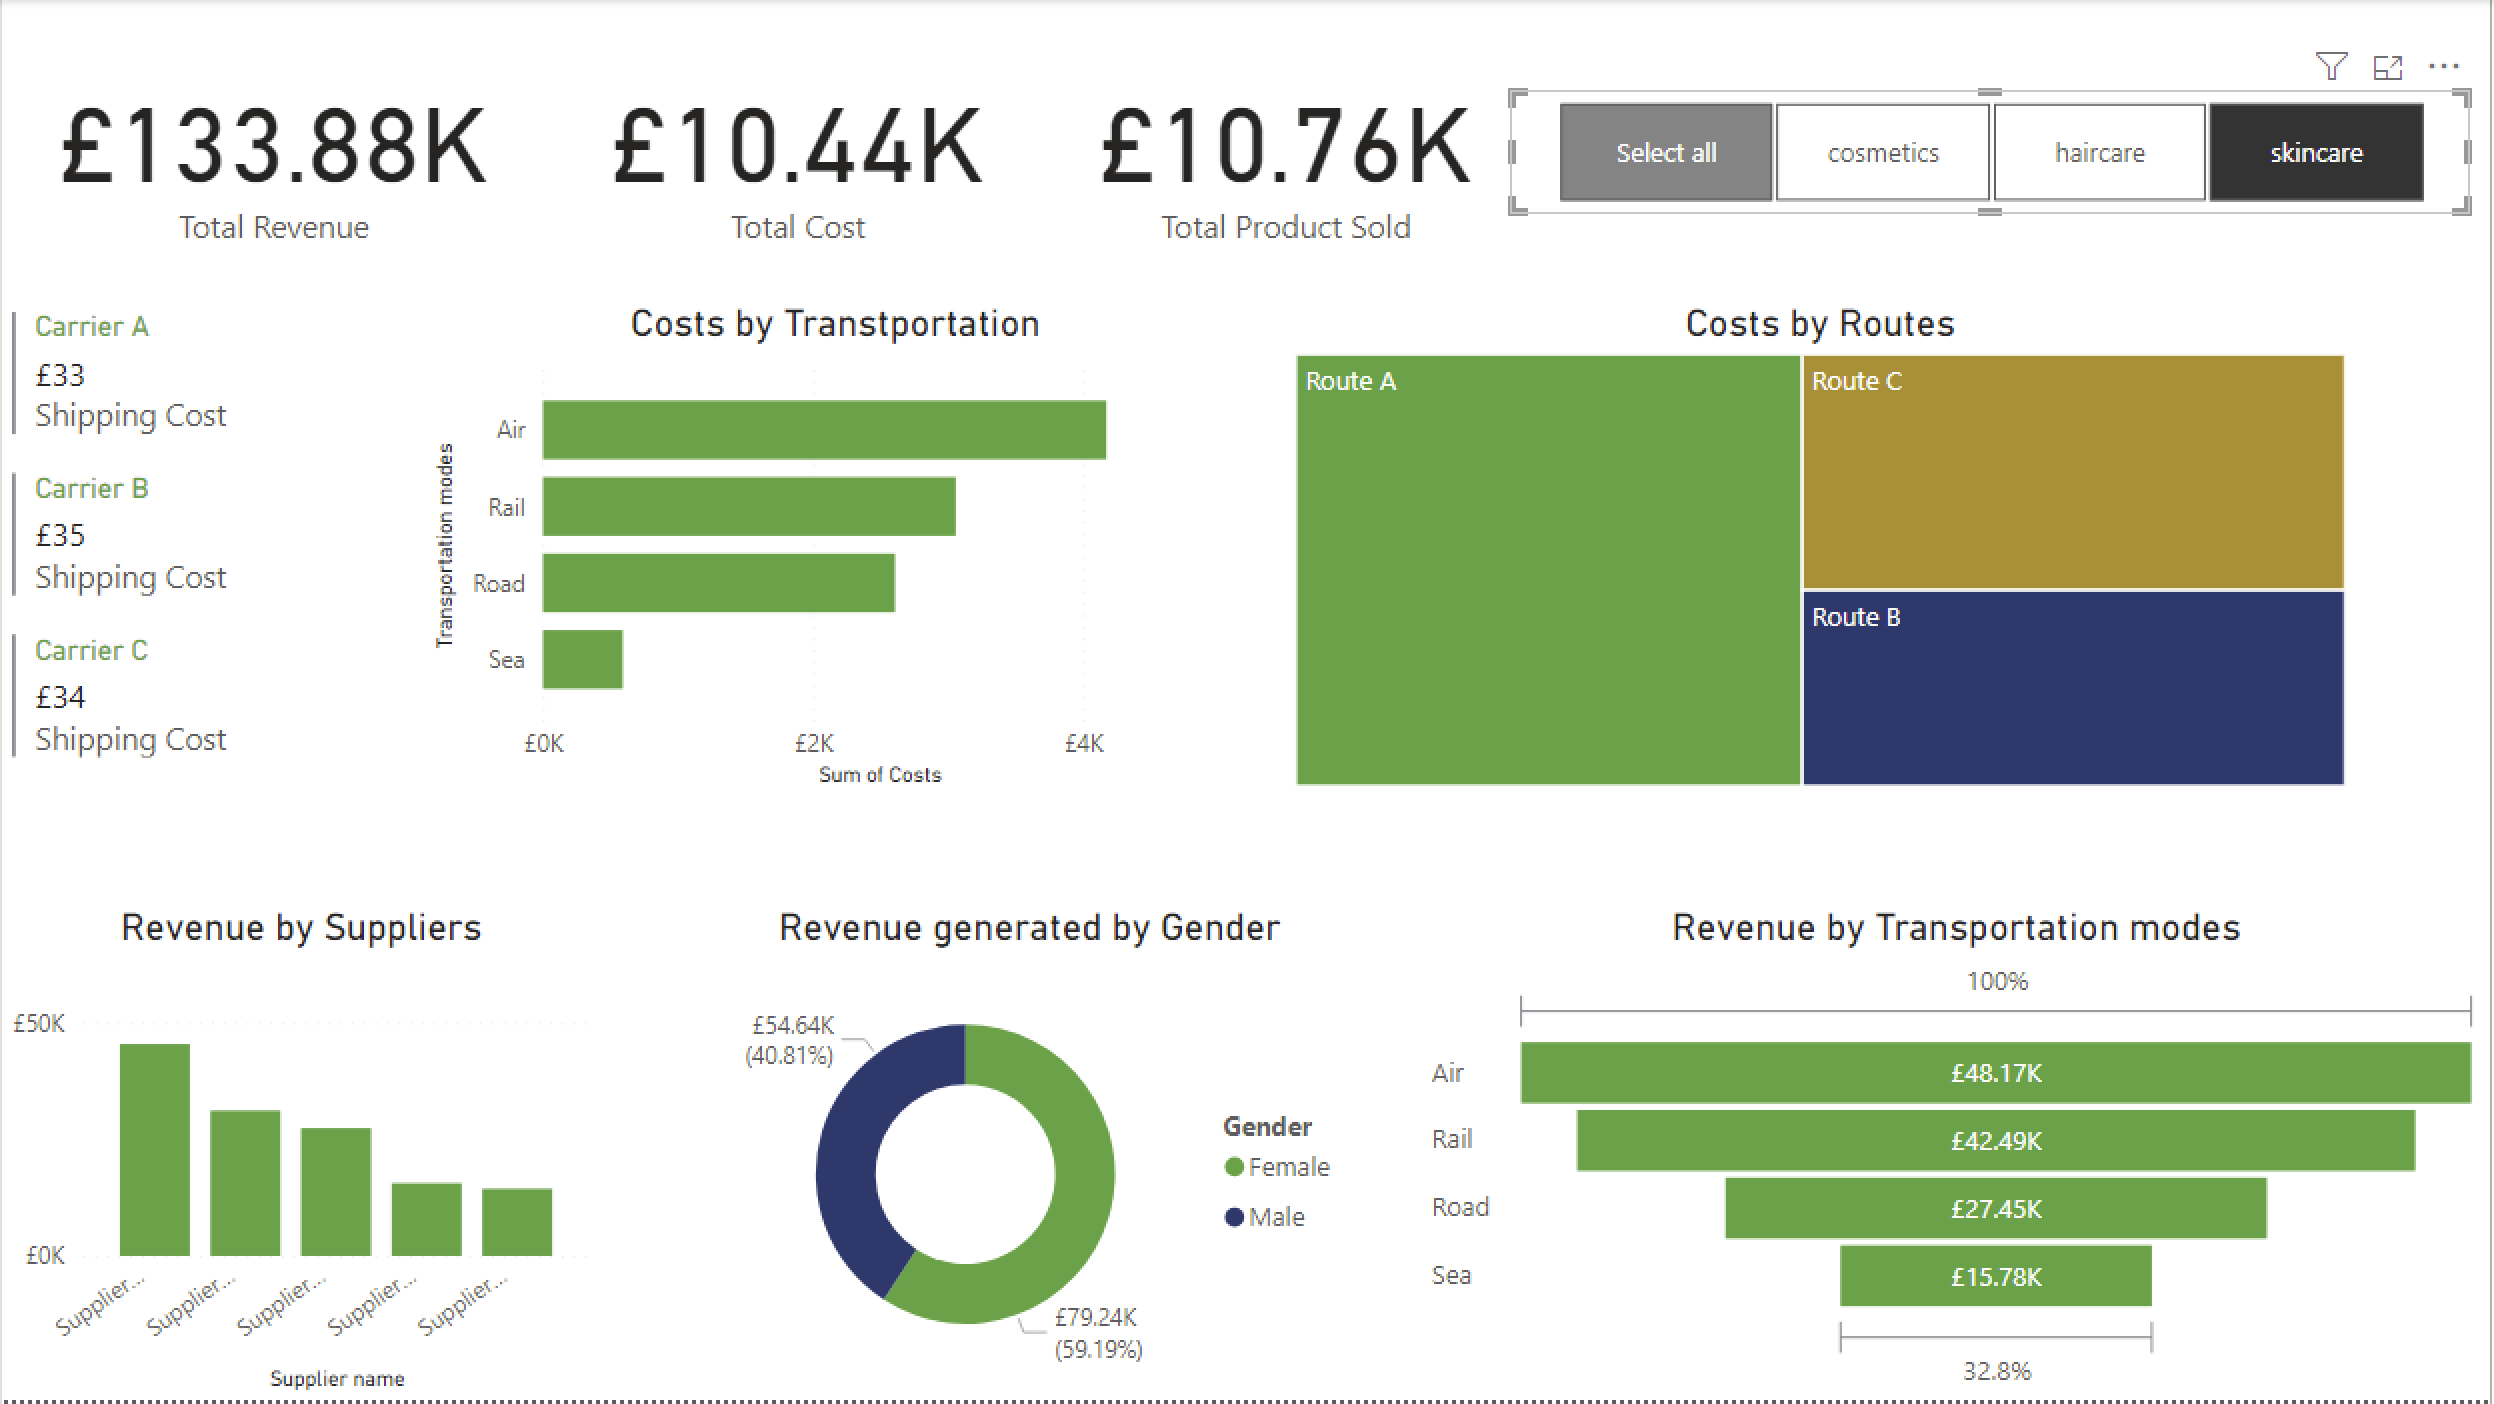 £133.88K
Total Revenue
£10.44K
Total Cost
£10.76K
Total Product Sold
Select all
cosmetics
haircare
skincare
Carrier A
£33
Shipping Cost
Carrier B
£35
Shipping Cost
Carrier C
£34
Shipping Cost
Costs by Transtportation
Transportation modes
Air
Rail
Road
Sea
£0K
£2K
£4K
Sum of Costs
Costs by Routes
Route A
Route C
Route B
Revenue by Suppliers
£50K
£0K
Supplier...
Supplier...
Supplier...
Supplier...
Supplier...
Supplier name
Revenue generated by Gender
£54.64K
(40.81%)
£79.24K
(59.19%)
Gender
Female
Male
Revenue by Transportation modes
100%
Air
£48.17K
Rail
£42.49K
Road
£27.45K
Sea
£15.78K
32.8%